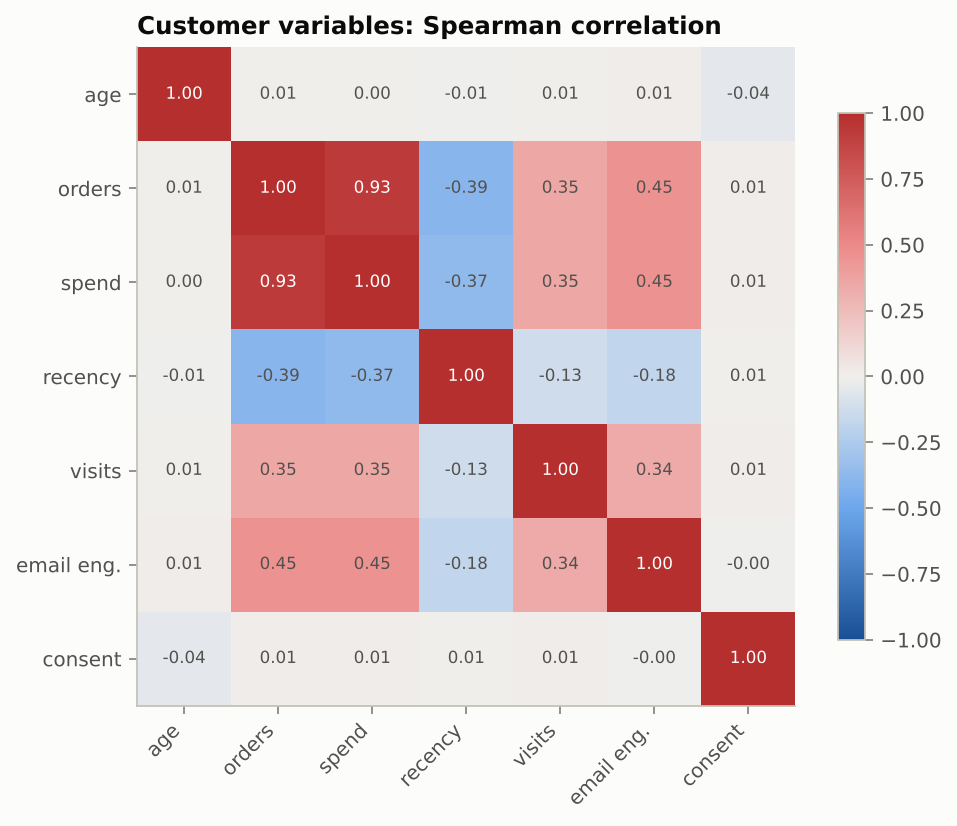 Customer variables: Spearman correlation
age 1.00 0.01 0.00 -0.01 0.01 0.01 -0.04
orders 0.01 1.00 0.93 -0.39 0.35 0.45 0.01
spend 0.00 0.93 1.00 -0.37 0.35 0.45 0.01
recency -0.01 -0.39 -0.37 1.00 -0.13 -0.18 0.01
visits 0.01 0.35 0.35 -0.13 1.00 0.34 0.01
email eng. 0.01 0.45 0.45 -0.18 0.34 1.00 -0.00
consent -0.04 0.01 0.01 0.01 0.01 -0.00 1.00
age orders spend recency visits email eng. consent
1.00
0.75
0.50
0.25
0.00
−0.25
−0.50
−0.75
−1.00